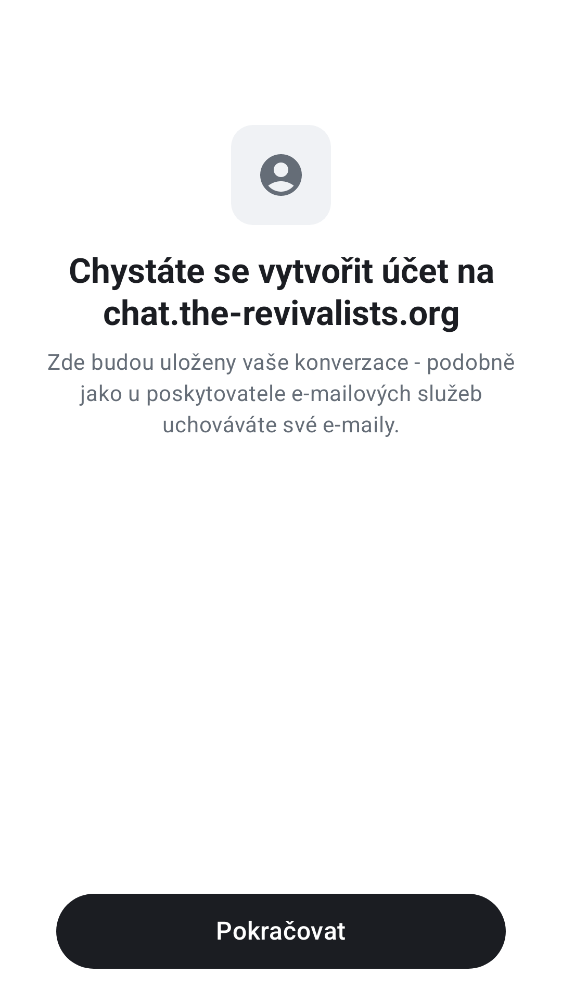 Chystáte se vytvořit účet na
chat.the-revivalists.org
Zde budou uloženy vaše konverzace - podobně
jako u poskytovatele e-mailových služeb
uchováváte své e-maily.
Pokračovat